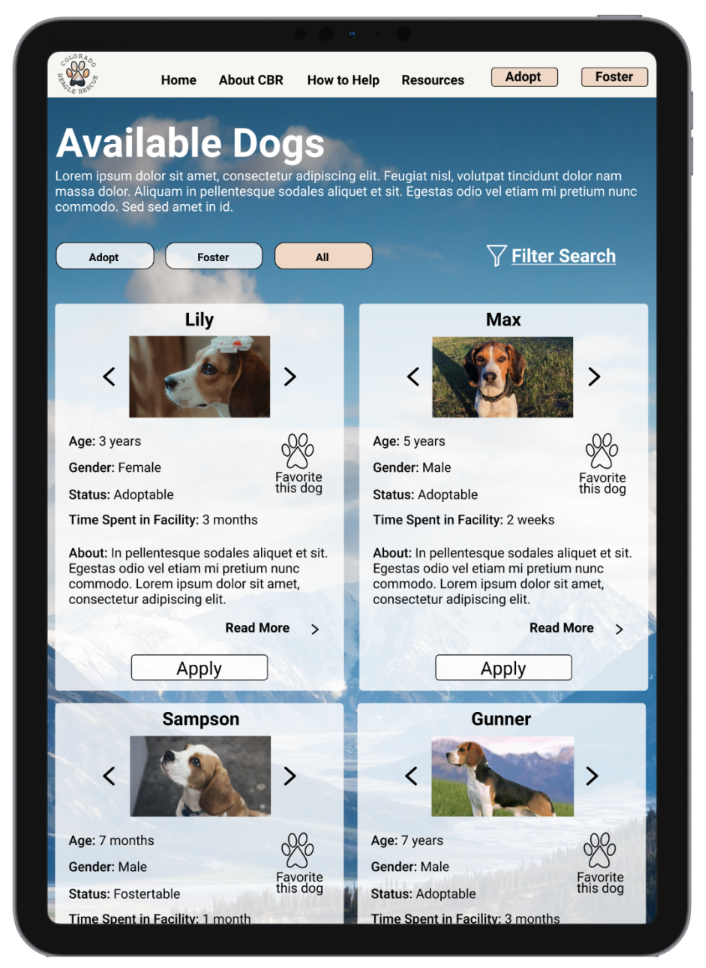 COLORADO
BEAGLE RESCUE
Home About CBR How to Help Resources Adopt Foster
Available Dogs
Lorem ipsum dolor sit amet, consectetur adipiscing elit. Feugiat nisl, volutpat tincidunt dolor nam
massa dolor. Aliquam in pellentesque sodales aliquet et sit. Egestas odio vel etiam mi pretium nunc
commodo. Sed sed amet in id.
Adopt Foster All Filter Search
Lily
Age: 3 years
Gender: Female
Favorite
this dog
Status: Adoptable
Time Spent in Facility: 3 months
About: In pellentesque sodales aliquet et sit.
Egestas odio vel etiam mi pretium nunc
commodo. Lorem ipsum dolor sit amet,
consectetur adipiscing elit.
Read More
Apply
Max
Age: 5 years
Gender: Male
Favorite
this dog
Status: Adoptable
Time Spent in Facility: 2 weeks
About: In pellentesque sodales aliquet et sit.
Egestas odio vel etiam mi pretium nunc
commodo. Lorem ipsum dolor sit amet,
consectetur adipiscing elit.
Read More
Apply
Sampson
Age: 7 months
Gender: Male
Favorite
this dog
Status: Fostertable
Time Spent in Facility: 1 month
Gunner
Age: 7 years
Gender: Male
Favorite
this dog
Status: Adoptable
Time Spent in Facility: 3 months